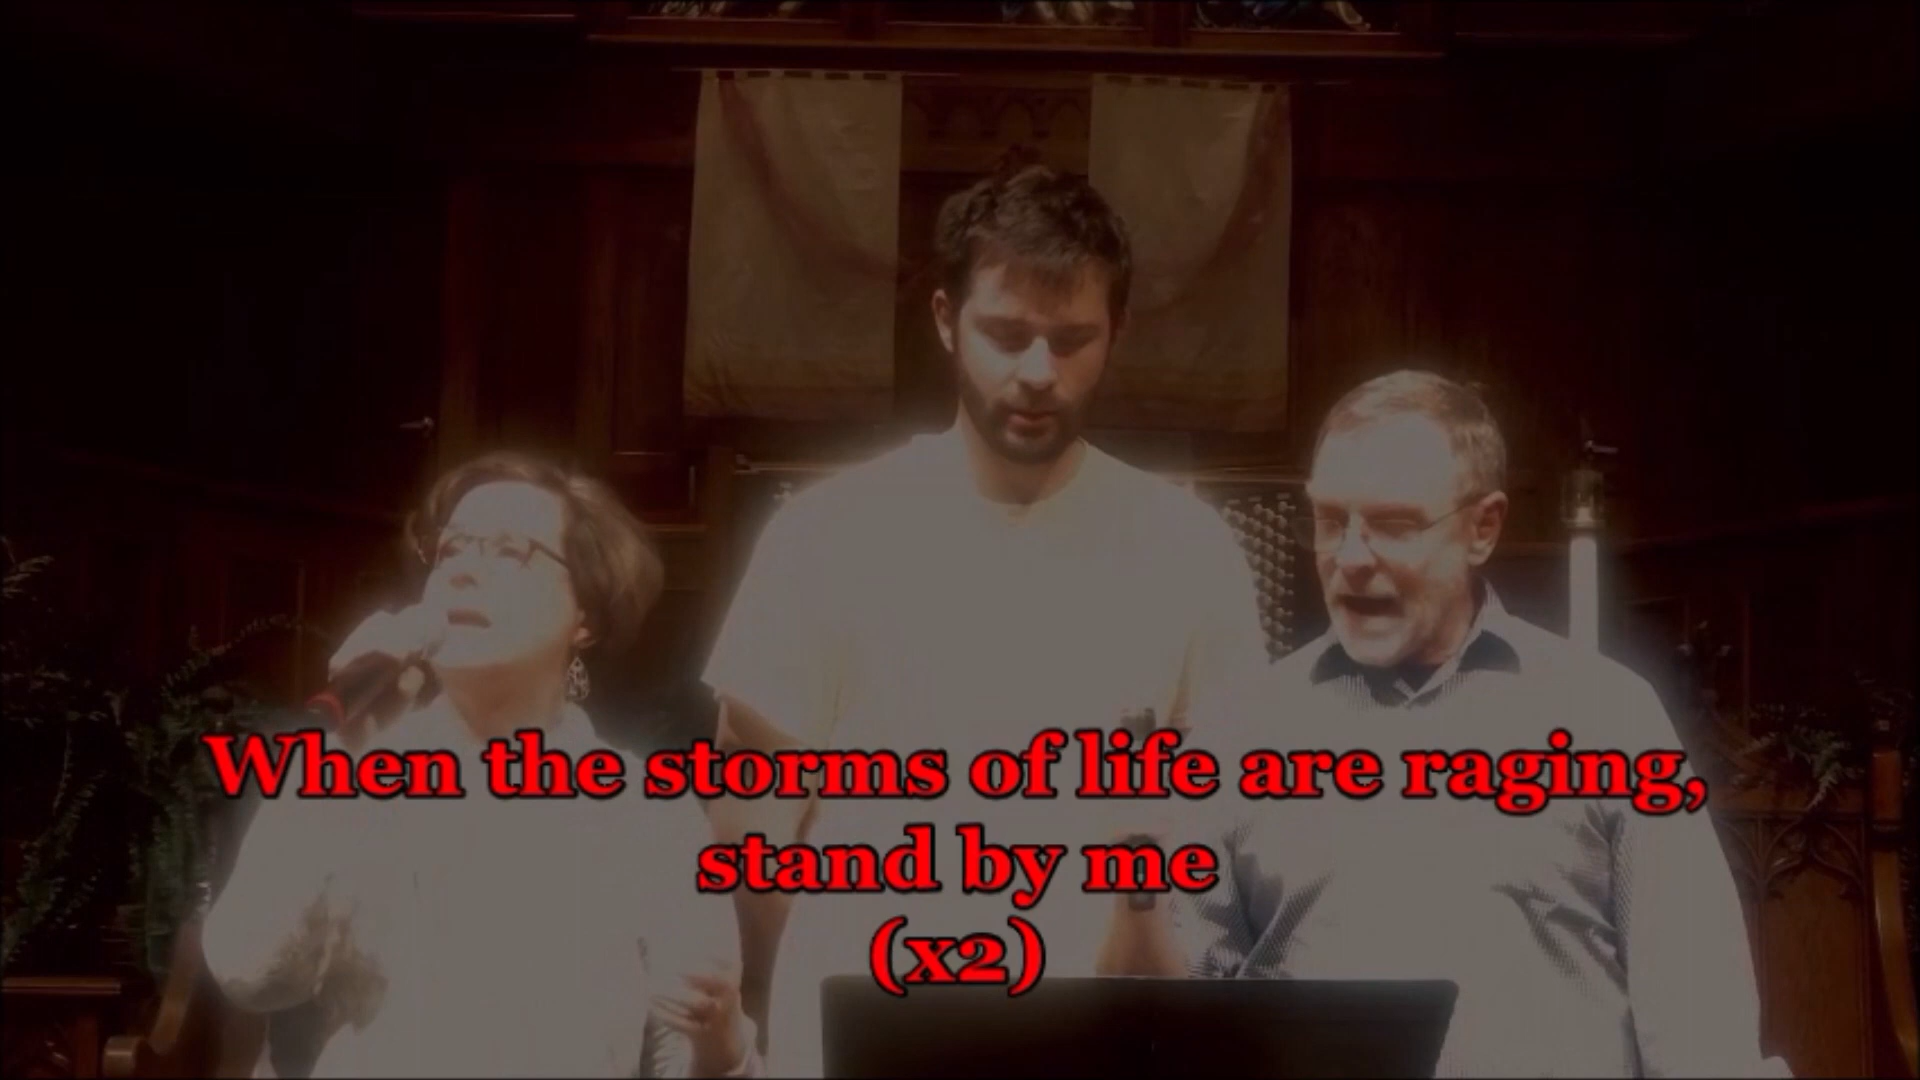 When the storms of life are raging,
stand by me
(x2)